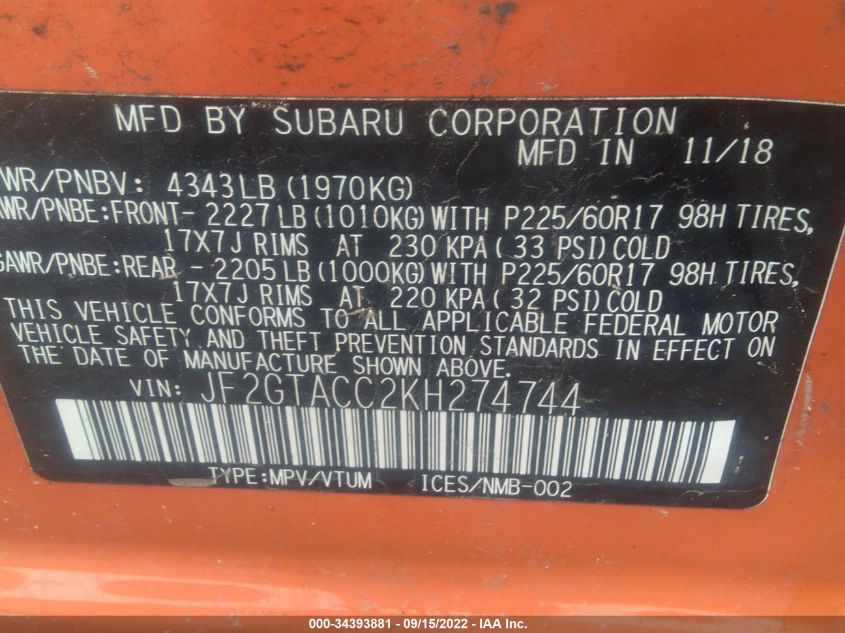 MFD BY SUBARU CORPORATION
MFD IN 11/18
WR/PNBV: 4343LB (1970KG)
AWR/PNBE:FRONT- 2227 LB (1010KG) WITH P225/60R17 98H TIRES,
17X7J RIMS AT 230 KPA ( 33 PSI) COLD
GAWR/PNBE:REAR - 2205 LB (1000KG) WITH P225/60R17 98H TIRES,
17X7J RIMS AT 220 KPA ( 32 PSI) COLD
THIS VEHICLE CONFORMS TO ALL APPLICABLE FEDERAL MOTOR
VEHICLE SAFETY AND THEFT PREVENTION STANDARDS IN EFFECT ON
THE DATE OF MANUFACTURE SHOWN ABOVE.
VIN: JF2GTACC2KH274744
TYPE:MPV/VTUM ICES/NMB-002
000-34393881 - 09/15/2022 - IAA Inc.